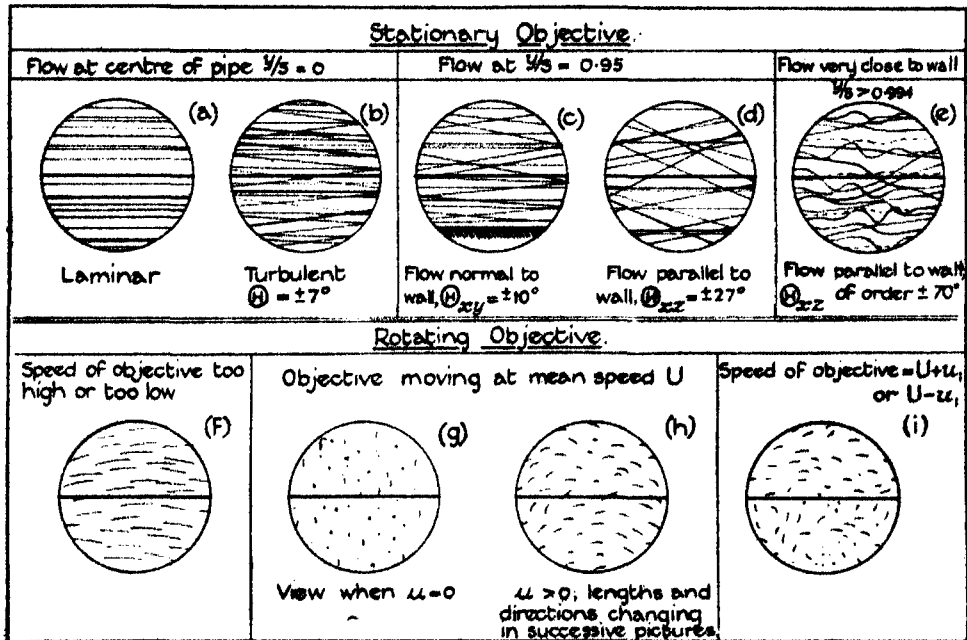 Stationary Objective.
Flow at centre of pipe y/s = 0
Flow at y/s = 0.95
Flow very close to wall
y/s > 0.994
(a)
(b)
(c)
(d)
(e)
Laminar
Turbulent
Ⓗ = ±7°
Flow normal to
wall, Ⓗxy = ±10°
Flow parallel to
wall, Ⓗxz = ±27°
Flow parallel to wall,
Ⓗxz of order ± 70°
Rotating Objective.
Speed of objective too
high or too low
Objective moving at mean speed U
Speed of objective = U+u₁
or U-u₁
(F)
(g)
(h)
(i)
View when u = 0
u > 0, lengths and
directions changing
in successive pictures.